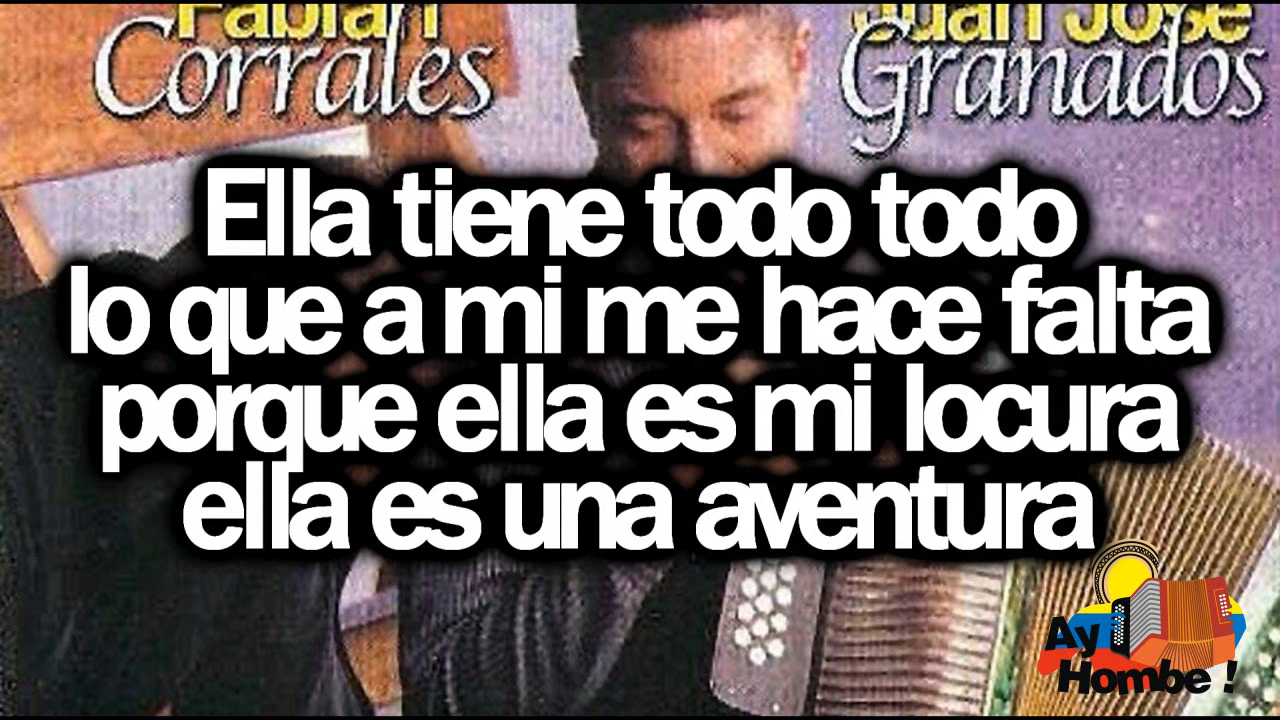 Fabian
Corrales
Juan José
Granados
Ella tiene todo todo
lo que a mi me hace falta
porque ella es mi locura
ella es una aventura
Ay
Hombe !